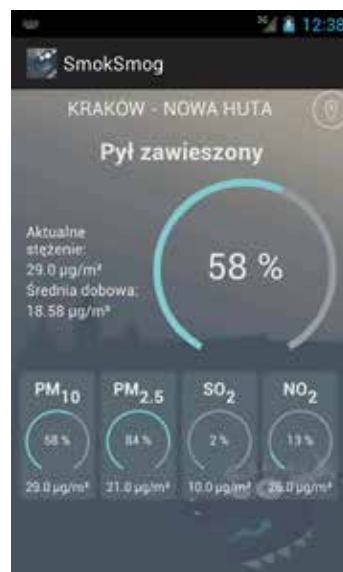 3G 12:38
SmokSmog
KRAKÓW - NOWA HUTA
Pył zawieszony
Aktualne
stężenie:
29.0 µg/m³
Średnia dobowa:
18.58 µg/m³
58 %
PM10 PM2.5 SO2 NO2
58 % 84 % 2 % 13 %
29.0 µg/m³ 21.0 µg/m³ 10.0 µg/m³ 26.0 µg/m³